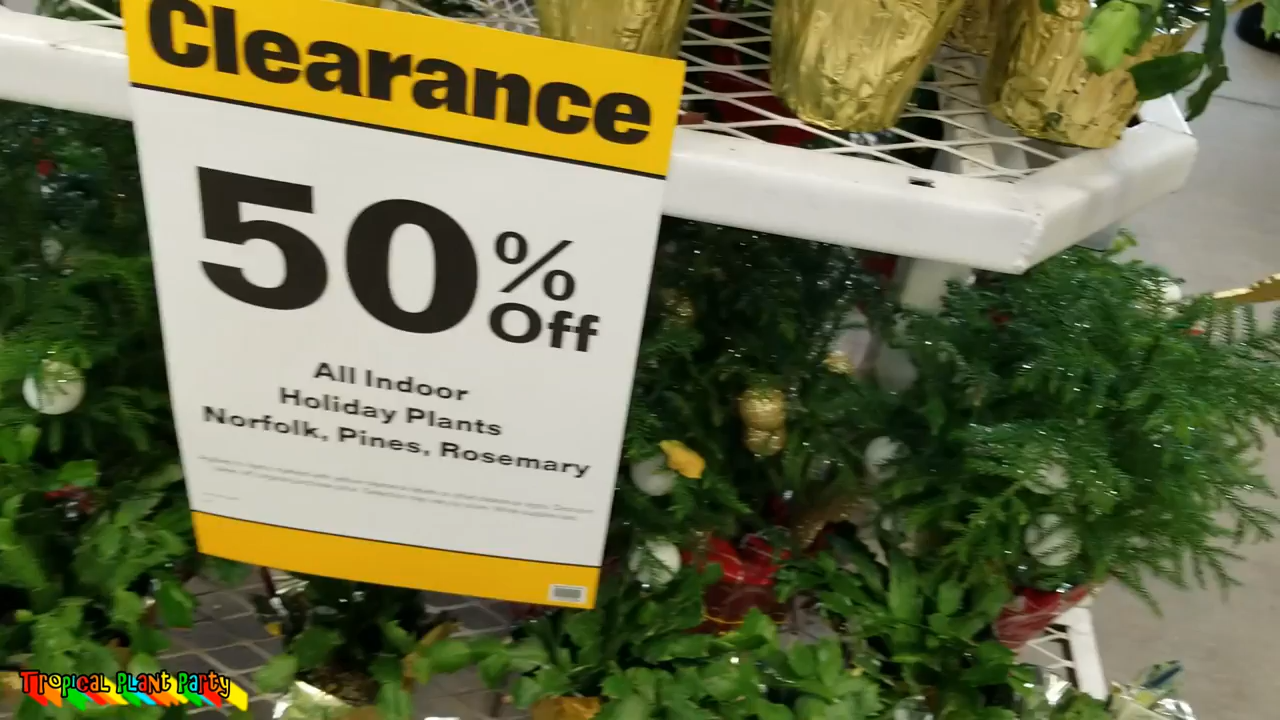 Clearance
50%
Off
All Indoor
Holiday Plants
Norfolk, Pines, Rosemary
Tropical Plant Party